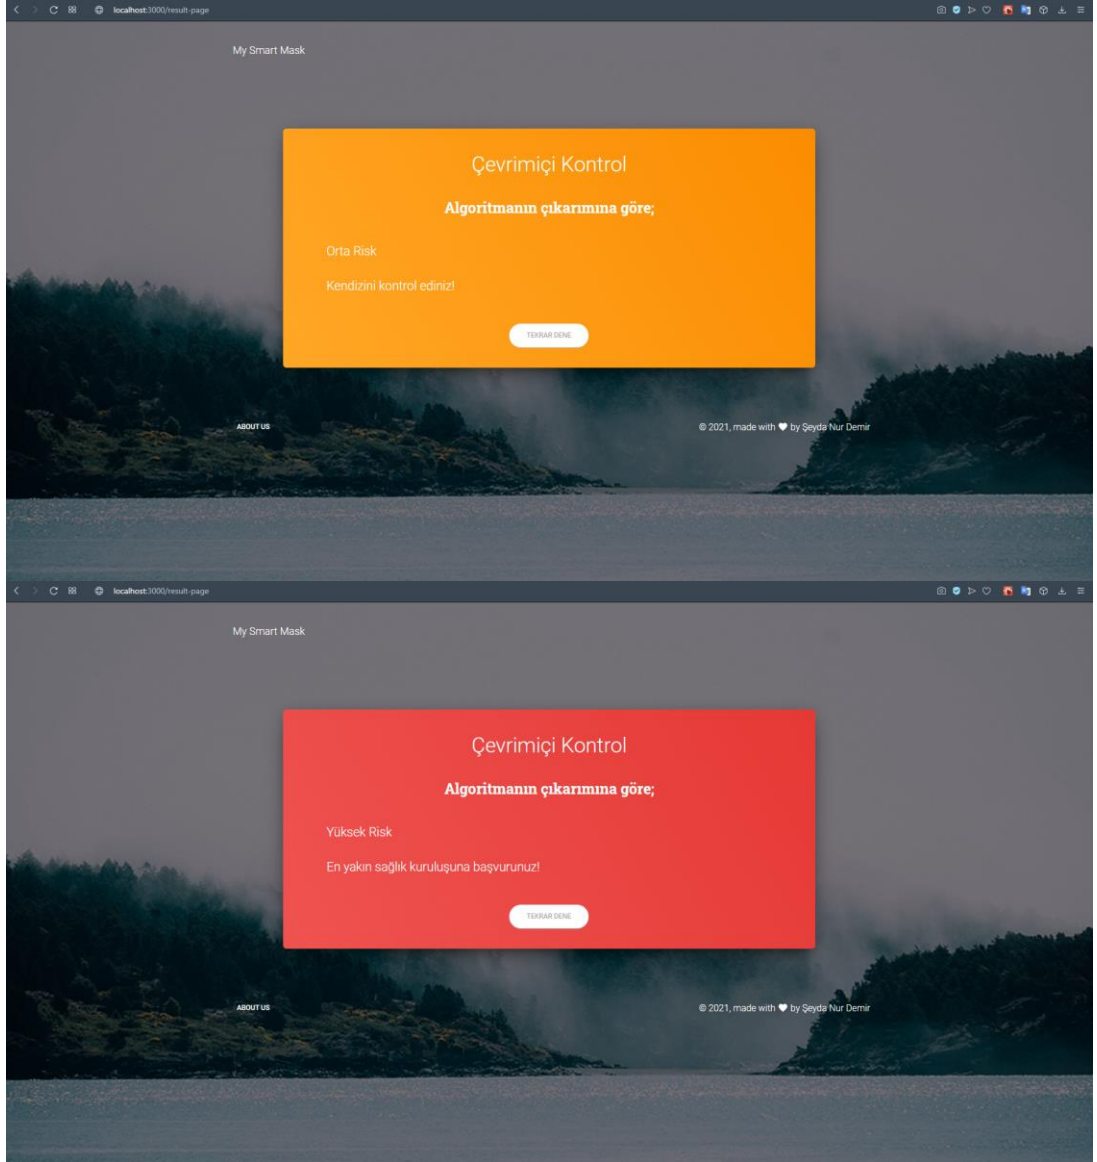 localhost:3000/result-page
My Smart Mask
Çevrimiçi Kontrol
Algoritmanın çıkarımına göre;
Orta Risk
Kendizini kontrol ediniz!
TEKRAR DENE
ABOUT US
© 2021, made with ♥ by Şeyda Nur Demir
localhost:3000/result-page
My Smart Mask
Çevrimiçi Kontrol
Algoritmanın çıkarımına göre;
Yüksek Risk
En yakın sağlık kuruluşuna başvurunuz!
TEKRAR DENE
ABOUT US
© 2021, made with ♥ by Şeyda Nur Demir